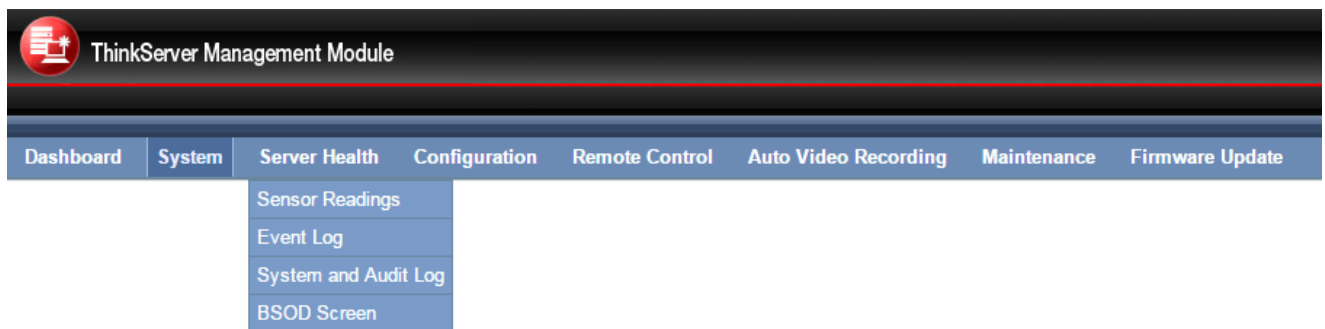 ThinkServer Management Module
Dashboard System Server Health Configuration Remote Control Auto Video Recording Maintenance Firmware Update
Sensor Readings
Event Log
System and Audit Log
BSOD Screen